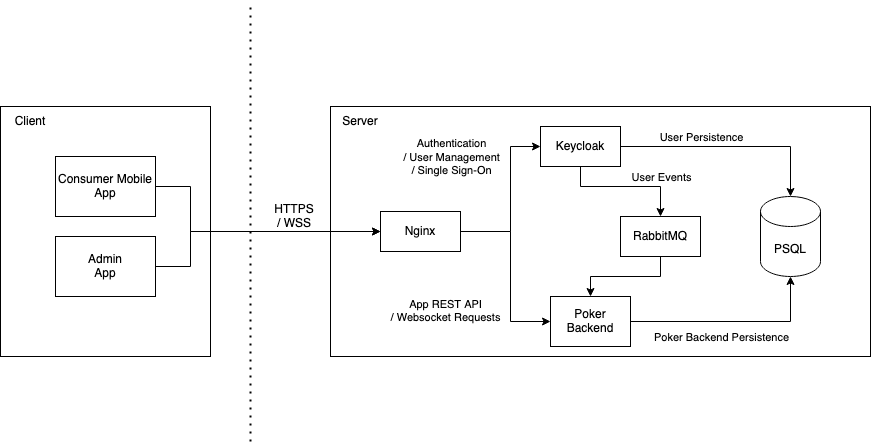 Client
Consumer Mobile
App
Admin
App
HTTPS
/ WSS
Server
Authentication
/ User Management
/ Single Sign-On
Nginx
App REST API
/ Websocket Requests
Keycloak
User Persistence
User Events
RabbitMQ
PSQL
Poker
Backend
Poker Backend Persistence